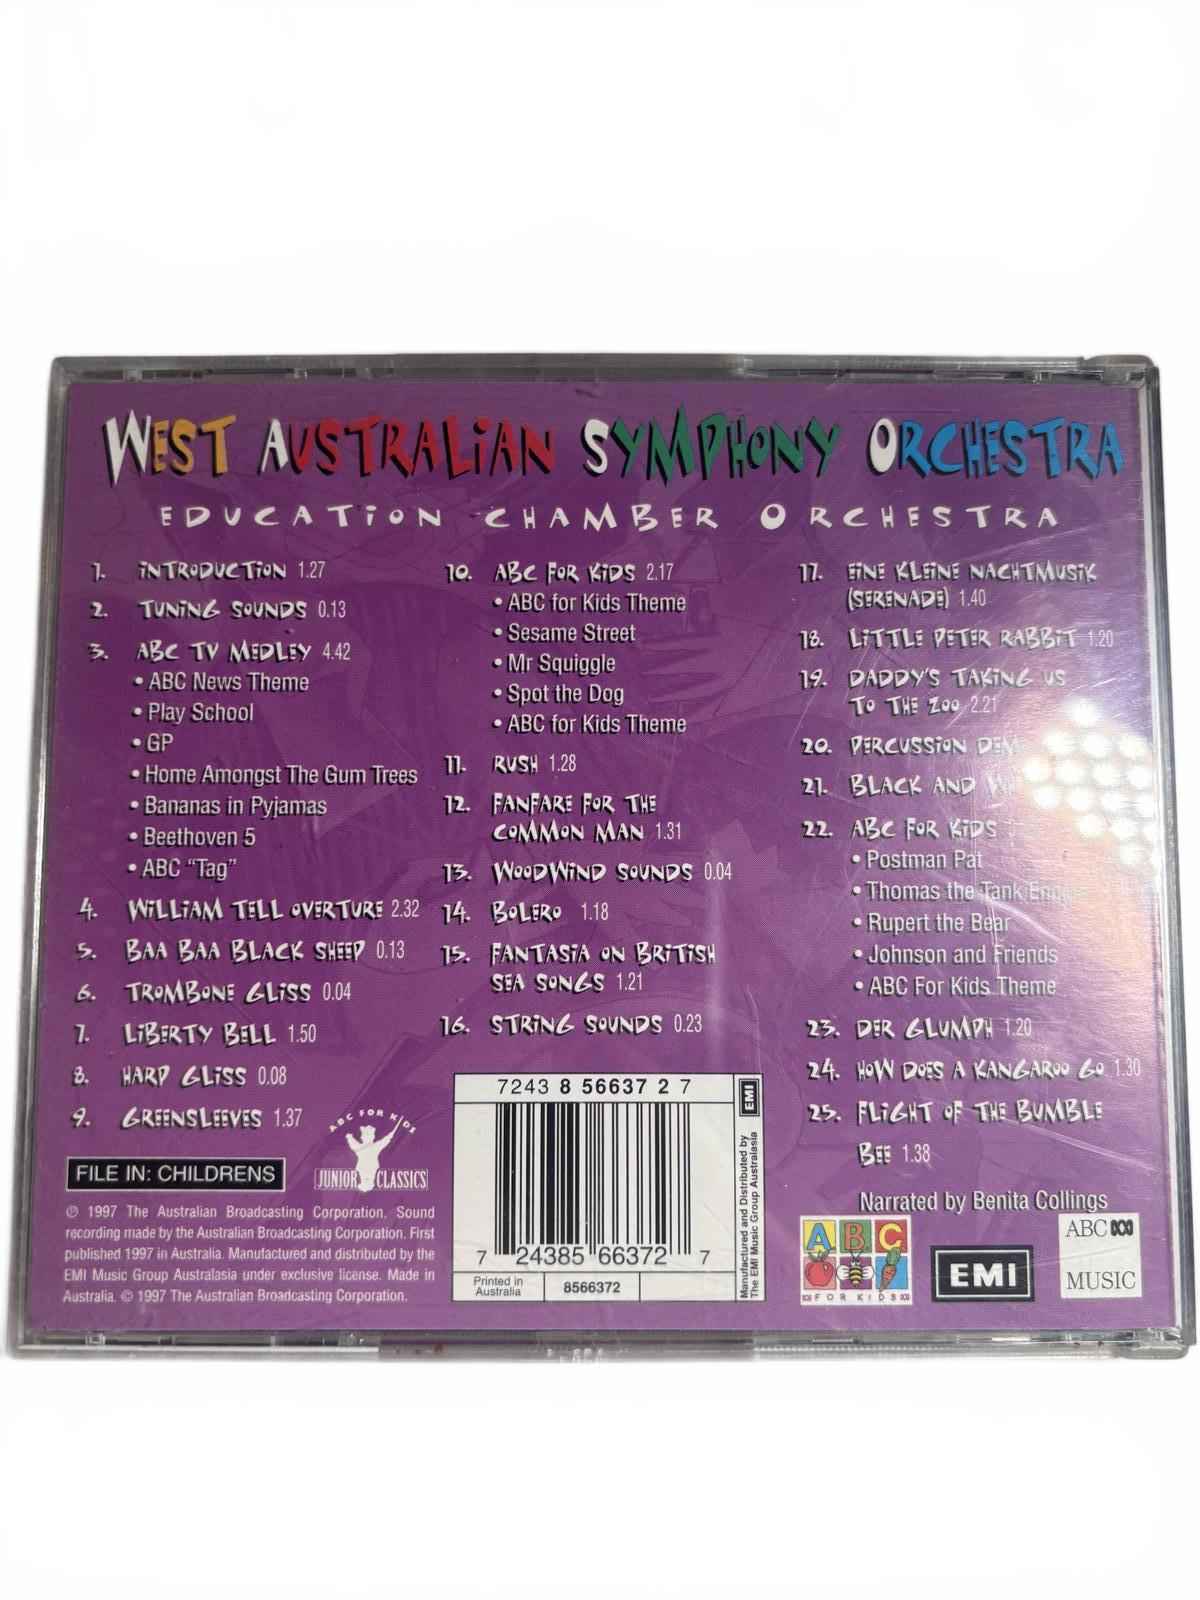 WEST AUSTRALIAN SYMPHONY ORCHESTRA
EDUCATION CHAMBER ORCHESTRA
1. INTRODUCTION 1.27
2. TUNING SOUNDS 0.13
3. ABC TV MEDLEY 4.42
• ABC News Theme
• Play School
• GP
• Home Amongst The Gum Trees
• Bananas in Pyjamas
• Beethoven 5
• ABC "Tag"
4. WILLIAM TELL OVERTURE 2.32
5. BAA BAA BLACK SHEEP 0.13
6. TROMBONE GLISS 0.04
7. LIBERTY BELL 1.50
8. HARP GLISS 0.08
9. GREENSLEEVES 1.37
10. ABC FOR KIDS 2.17
• ABC for Kids Theme
• Sesame Street
• Mr Squiggle
• Spot the Dog
• ABC for Kids Theme
11. RUSH 1.28
12. FANFARE FOR THE
COMMON MAN 1.31
13. WOODWIND SOUNDS 0.04
14. BOLERO 1.18
15. FANTASIA ON BRITISH
SEA SONGS 1.21
16. STRING SOUNDS 0.23
17. EINE KLEINE NACHTMUSIK
(SERENADE) 1.40
18. LITTLE PETER RABBIT 1.20
19. DADDY'S TAKING US
TO THE ZOO 2.21
20. PERCUSSION
21. BLACK AND
22. ABC FOR KIDS
• Postman Pat
• Thomas the Tank Engine
• Rupert the Bear
• Johnson and Friends
• ABC For Kids Theme
23. DER GLUMPH 1.20
24. HOW DOES A KANGAROO GO 1.30
25. FLIGHT OF THE BUMBLE
BEE 1.38
Narrated by Benita Collings
FILE IN: CHILDRENS
ABC FOR KIDS
JUNIOR CLASSICS
℗ 1997 The Australian Broadcasting Corporation. Sound
recording made by the Australian Broadcasting Corporation. First
published 1997 in Australia. Manufactured and distributed by the
EMI Music Group Australasia under exclusive license. Made in
Australia. © 1997 The Australian Broadcasting Corporation.
7243 8 56637 2 7
7 24385 66372 7
Printed in
Australia
8566372
EMI
Manufactured and Distributed by
The EMI Music Group Australasia
ABC
FOR KIDS
EMI
ABC
MUSIC